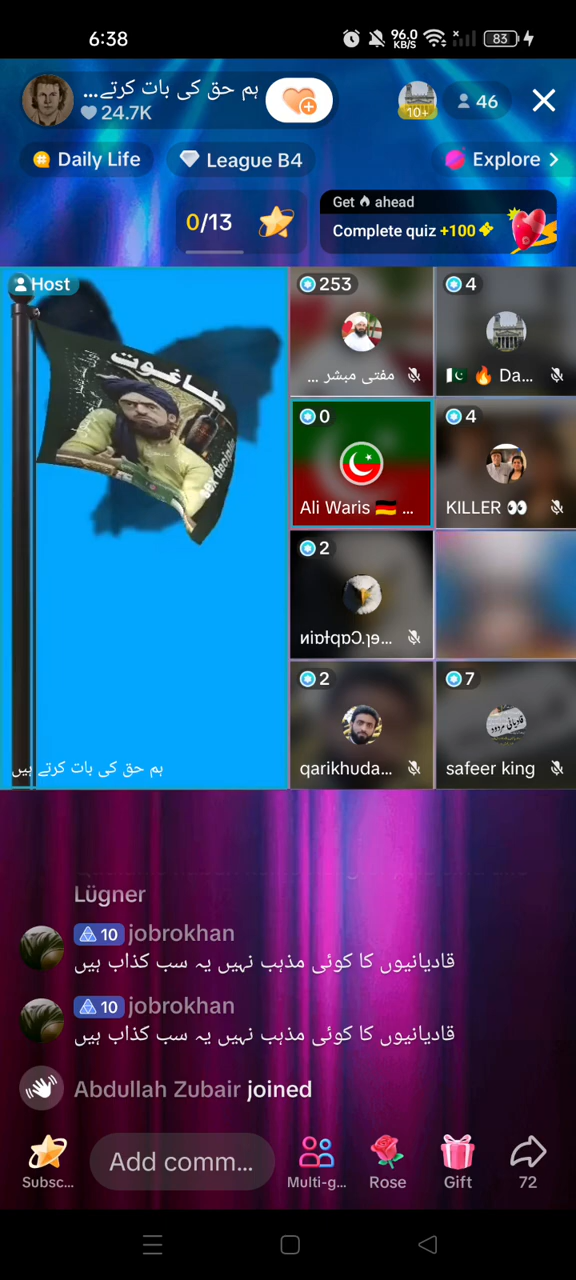 6:38
96.0
KB/S
83
ہم حق کی بات کرتے...
24.7K
10+
46
Daily Life
League B4
Explore
0/13
Get ahead
Complete quiz +100
Host
253
4
مفتی مبشر ...
Da...
طاغوت
0
4
Ali Waris ...
KILLER
2
...er.Captain
2
7
قادیانی مردود
qarikhuda...
safeer king
ہم حق کی بات کرتے ہیں
Lügner
10 jobrokhan
قادیانیوں کا کوئی مذہب نہیں یہ سب کذاب ہیں
10 jobrokhan
قادیانیوں کا کوئی مذہب نہیں یہ سب کذاب ہیں
Abdullah Zubair joined
Add comm...
Subsc...
Multi-g...
Rose
Gift
72